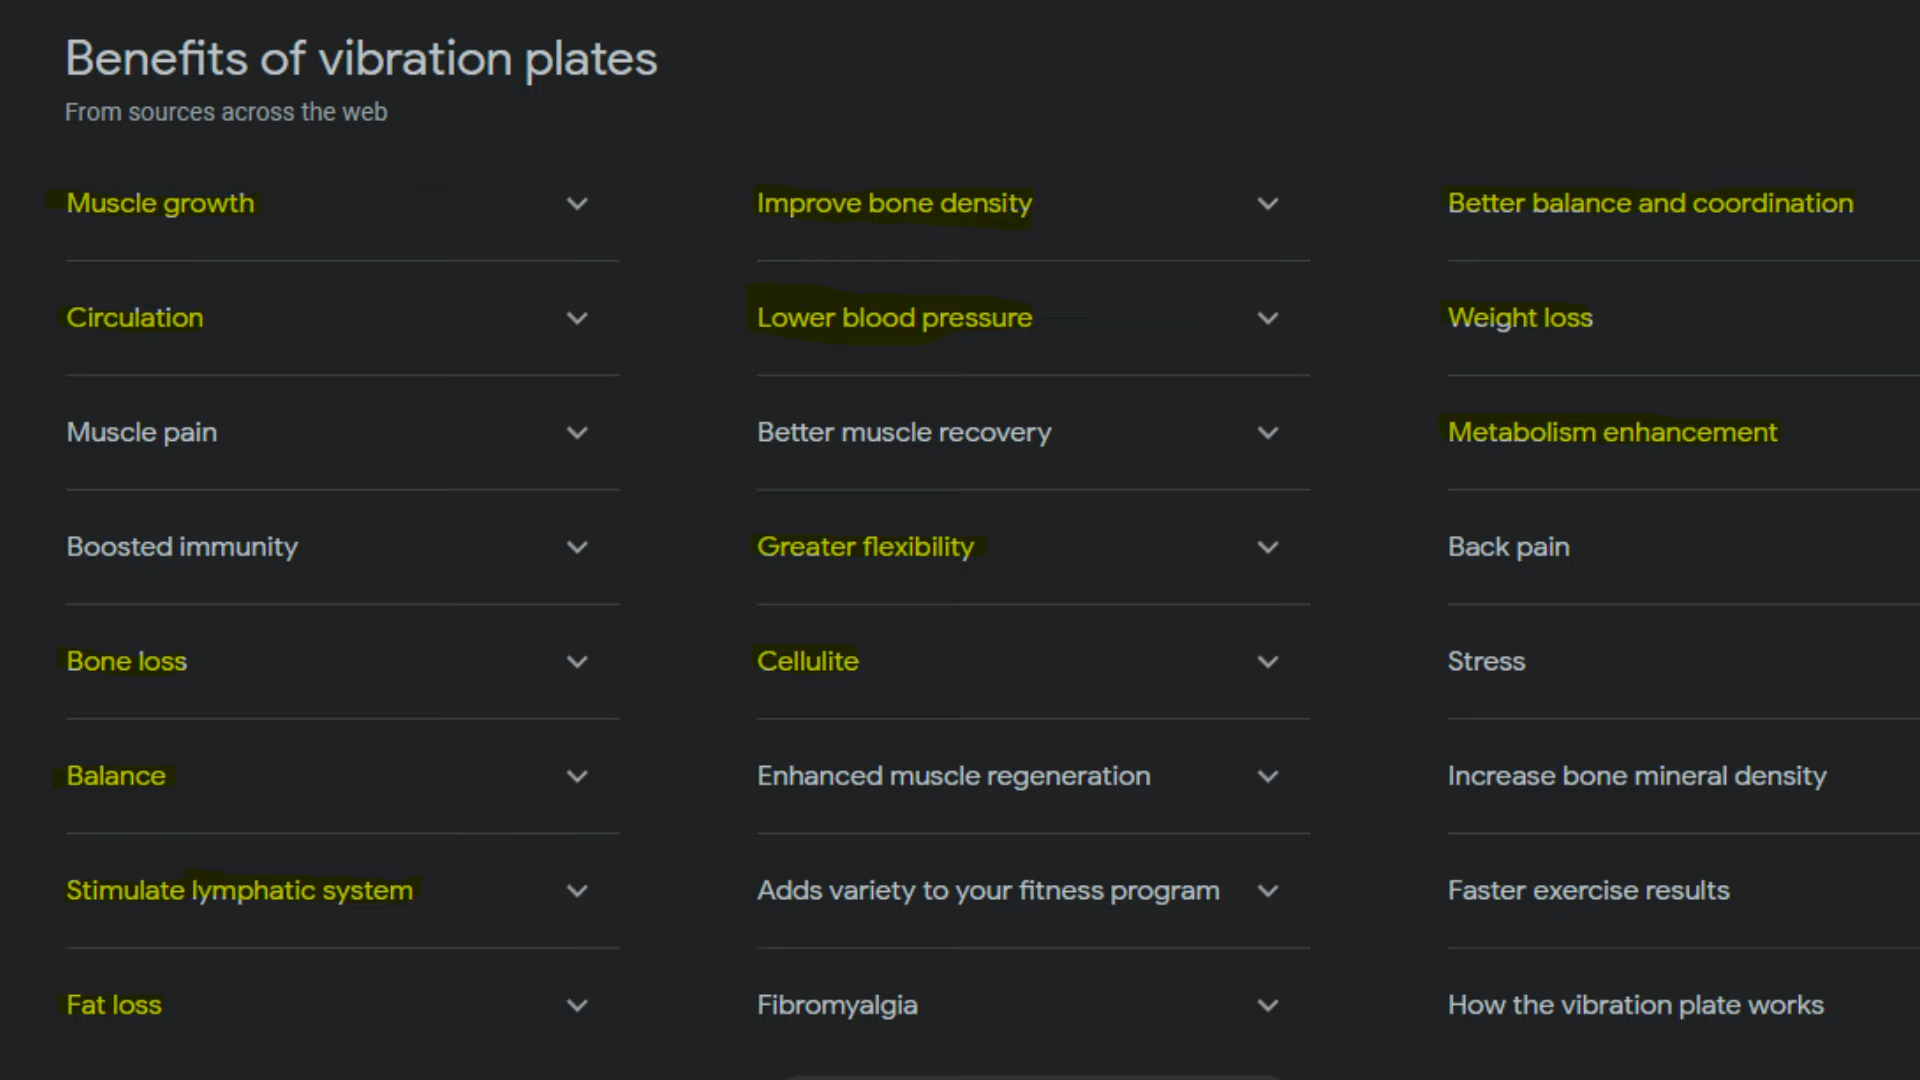 Benefits of vibration plates
From sources across the web
Muscle growth
Improve bone density
Better balance and coordination
Circulation
Lower blood pressure
Weight loss
Muscle pain
Better muscle recovery
Metabolism enhancement
Boosted immunity
Greater flexibility
Back pain
Bone loss
Cellulite
Stress
Balance
Enhanced muscle regeneration
Increase bone mineral density
Stimulate lymphatic system
Adds variety to your fitness program
Faster exercise results
Fat loss
Fibromyalgia
How the vibration plate works